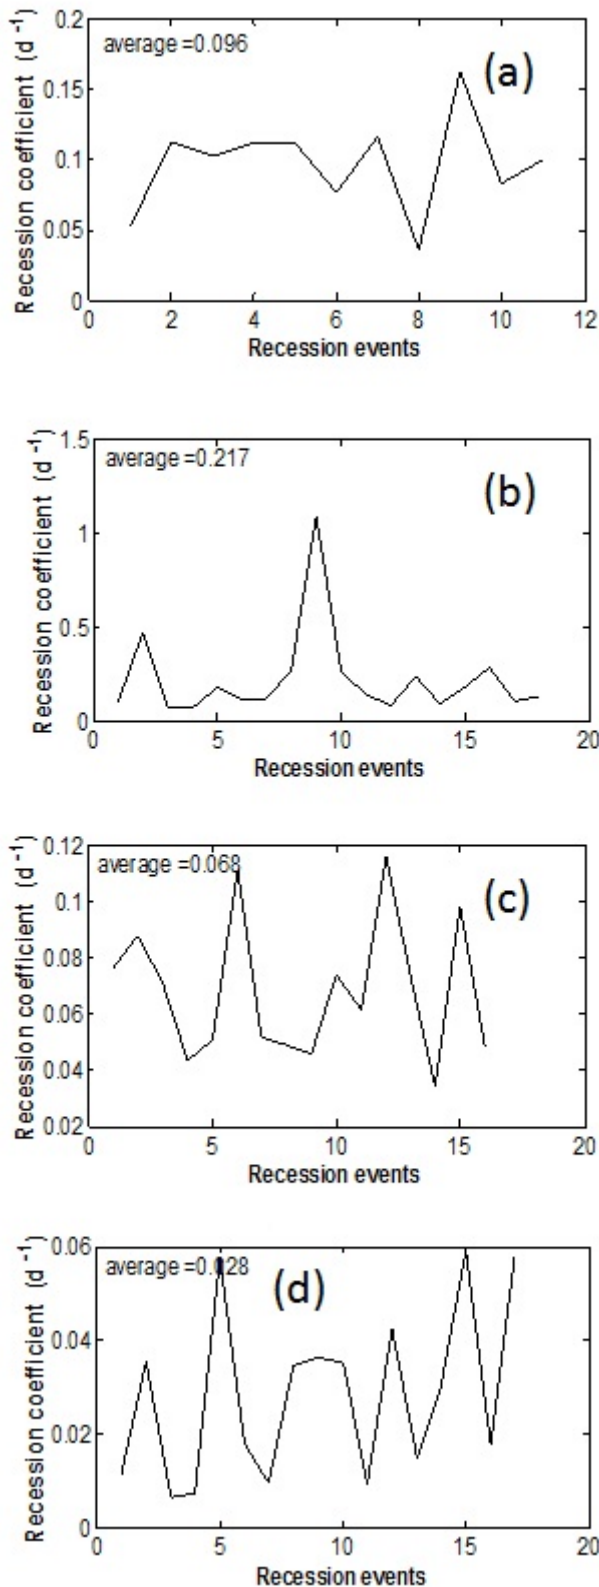 0.2
average =0.096
(a)
0.15
0.1
0.05
0
0 2 4 6 8 10 12
Recession coefficient (d⁻¹)
Recession events
1.5
average =0.217
(b)
1
0.5
0
0 5 10 15 20
Recession coefficient (d⁻¹)
Recession events
0.12
average =0.068
(c)
0.1
0.08
0.06
0.04
0.02
0 5 10 15 20
Recession coefficient (d⁻¹)
Recession events
0.06
average =0.028
(d)
0.04
0.02
0
0 5 10 15 20
Recession coefficient (d⁻¹)
Recession events